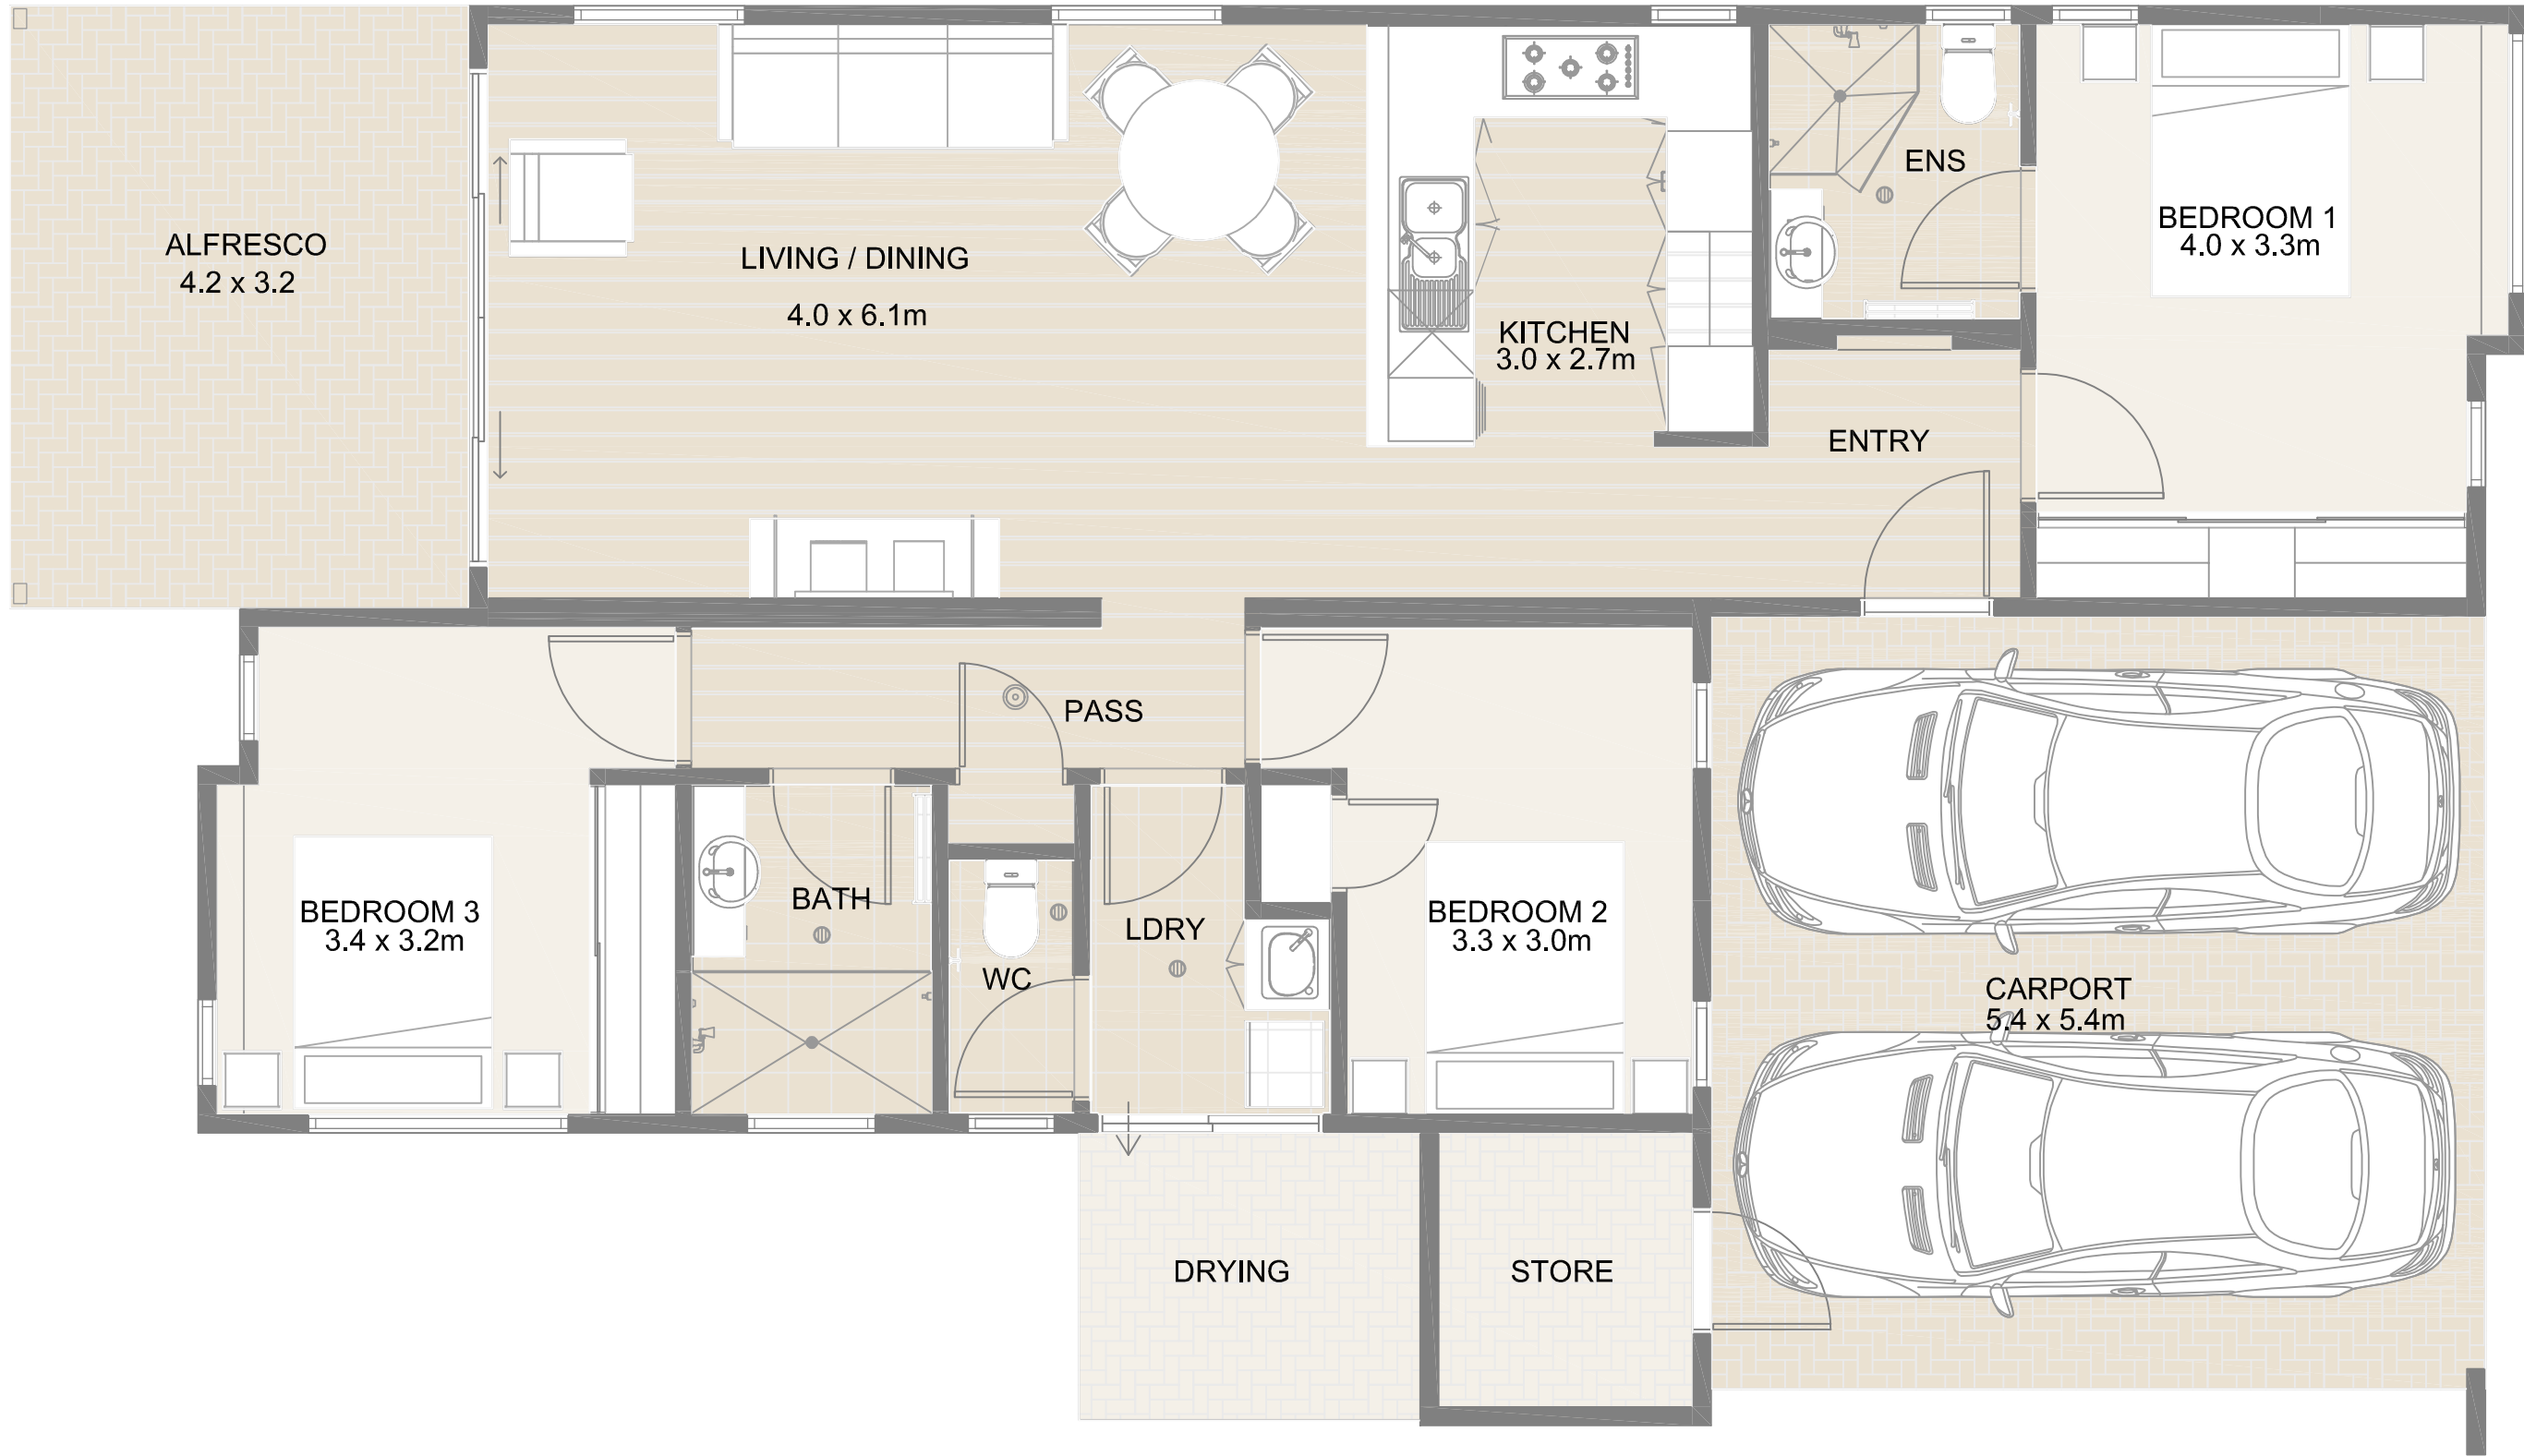 ALFRESCO
4.2 x 3.2
LIVING / DINING
4.0 x 6.1m
KITCHEN
3.0 x 2.7m
ENS
BEDROOM 1
4.0 x 3.3m
ENTRY
PASS
BEDROOM 3
3.4 x 3.2m
BATH
WC
LDRY
BEDROOM 2
3.3 x 3.0m
CARPORT
5.4 x 5.4m
DRYING
STORE